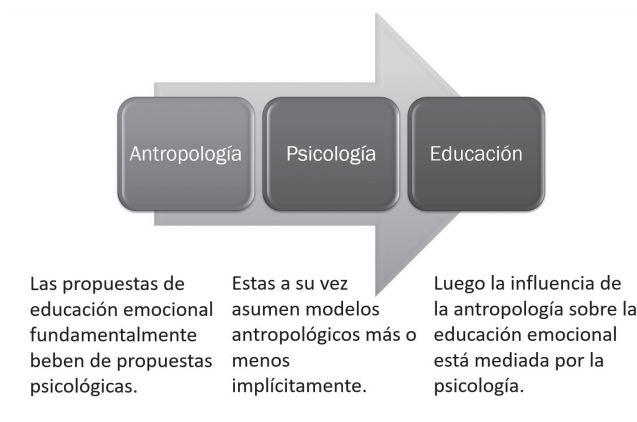 Antropología
Psicología
Educación
Las propuestas de
educación emocional
fundamentalmente
beben de propuestas
psicológicas.
Estas a su vez
asumen modelos
antropológicos más o
menos
implícitamente.
Luego la influencia de
la antropología sobre la
educación emocional
está mediada por la
psicología.